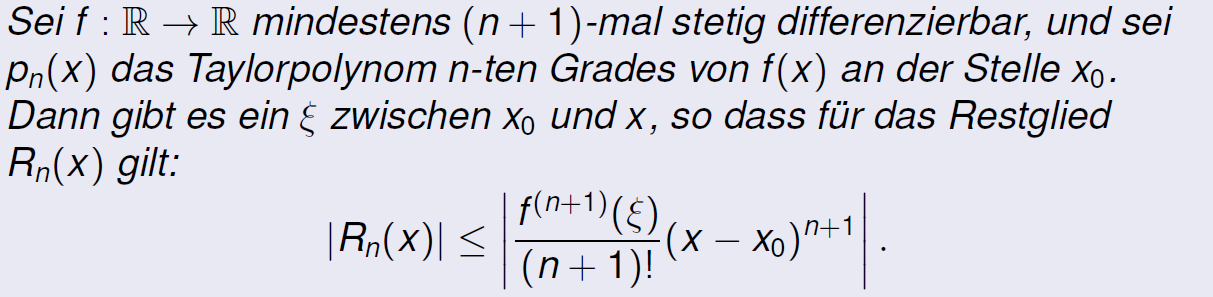 Sei f : ℝ → ℝ mindestens (n + 1)-mal stetig differenzierbar, und sei
pₙ(x) das Taylorpolynom n-ten Grades von f(x) an der Stelle x₀.
Dann gibt es ein ξ zwischen x₀ und x, so dass für das Restglied
Rₙ(x) gilt:
|Rₙ(x)| ≤ | f⁽ⁿ⁺¹⁾(ξ) / (n + 1)! (x − x₀)ⁿ⁺¹ | .